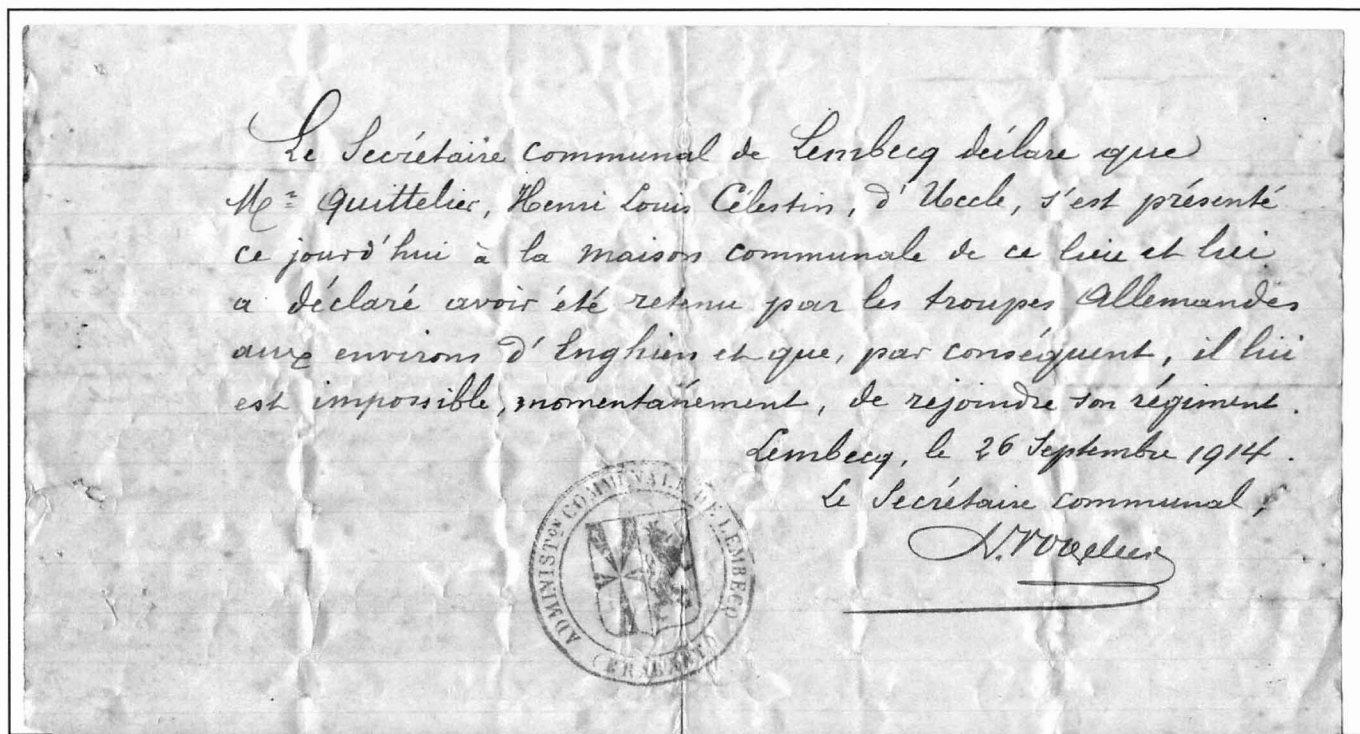 Le Secrétaire communal de Lembecq déclare que
Mr Quittelier, Henri Louis Célestin, d'Uccle, s'est présenté
ce jourd'hui à la maison communale de ce lieu et lui
a déclaré avoir été retenu par les troupes Allemandes
aux environs d'Enghien et que, par conséquent, il lui
est impossible, momentanément, de rejoindre son régiment.
Lembecq, le 26 Septembre 1914.
Le Secrétaire communal,
ADMINISTon COMMUNALE DE LEMBECQ
(BRABANT)